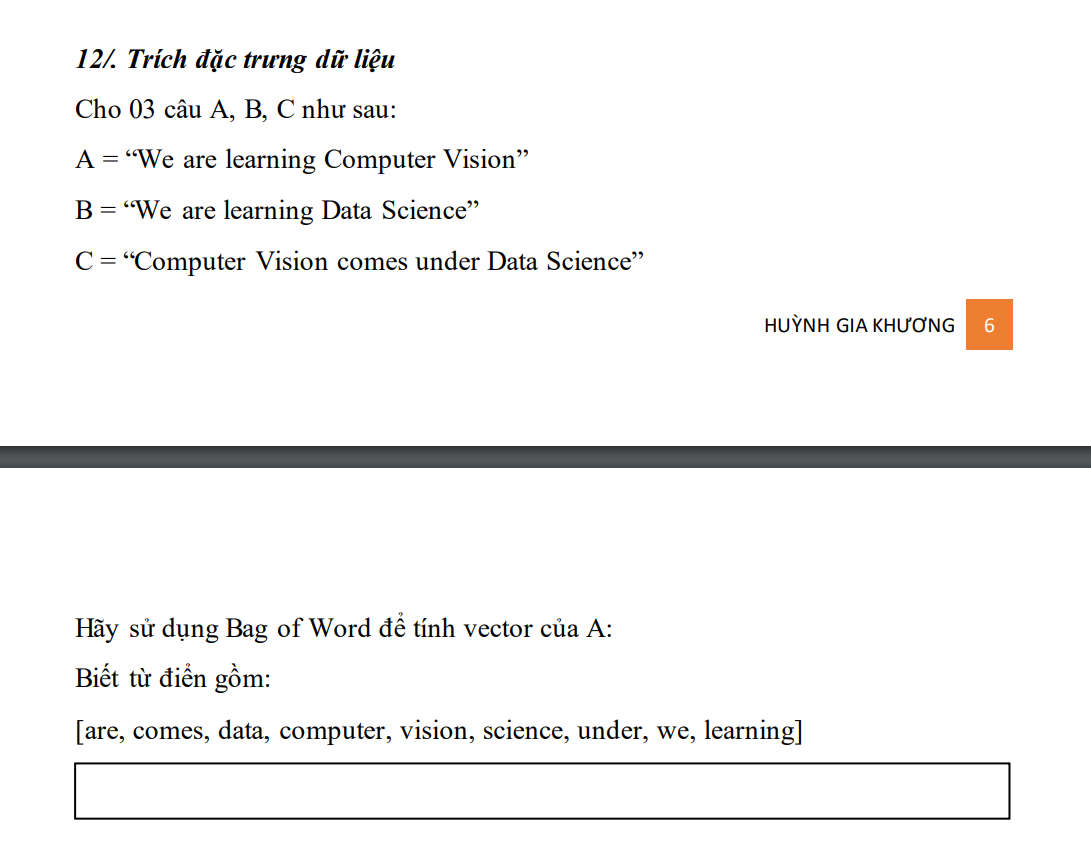 12/. Trích đặc trưng dữ liệu
Cho 03 câu A, B, C như sau:
A = “We are learning Computer Vision”
B = “We are learning Data Science”
C = “Computer Vision comes under Data Science”
HUỲNH GIA KHƯƠNG 6
Hãy sử dụng Bag of Word để tính vector của A:
Biết từ điển gồm:
[are, comes, data, computer, vision, science, under, we, learning]